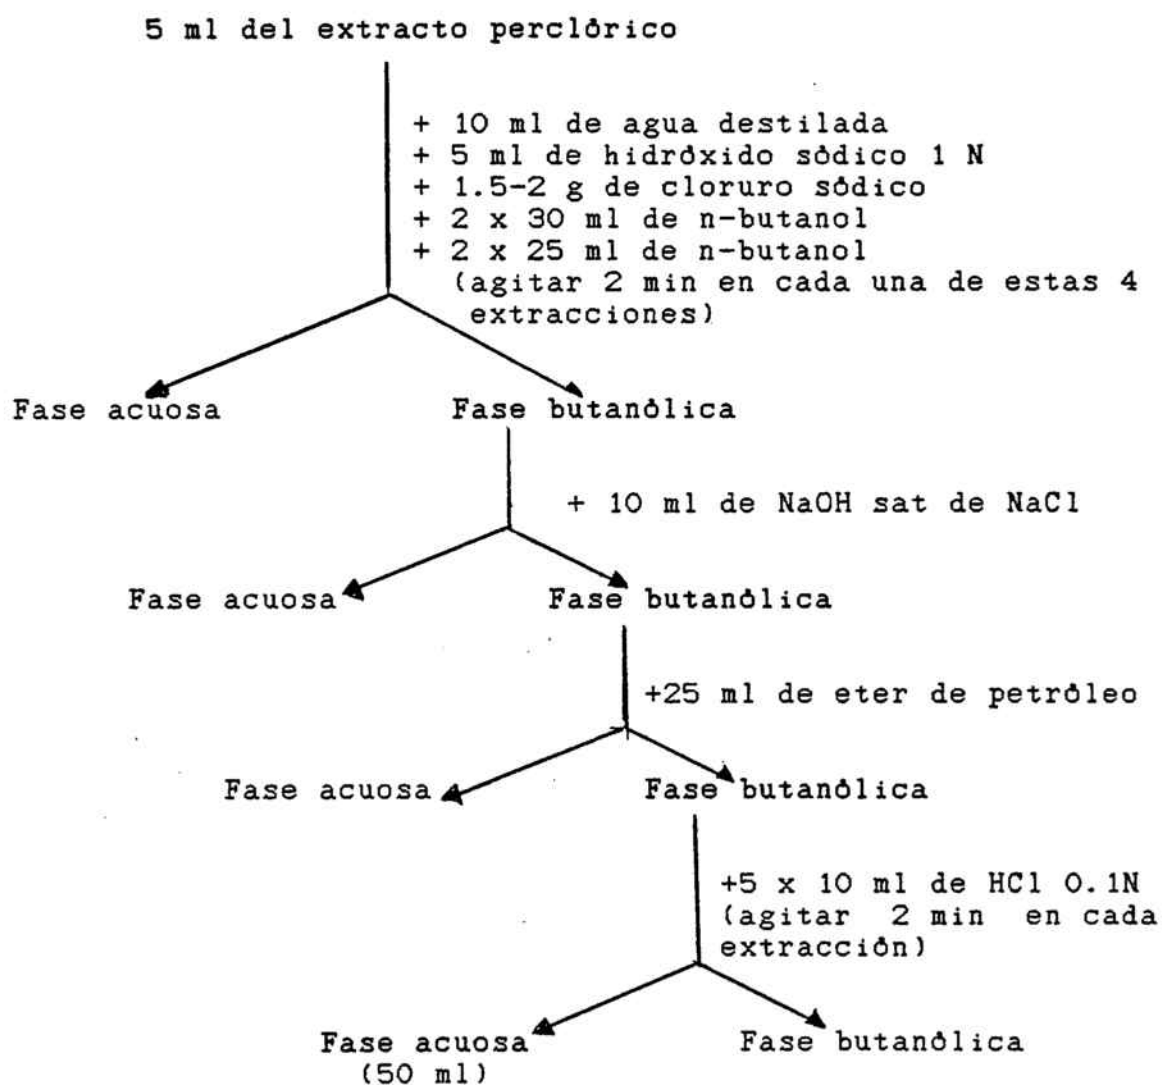 5 ml del extracto perclòrico
+ 10 ml de agua destilada
+ 5 ml de hidròxido sòdico 1 N
+ 1.5-2 g de cloruro sòdico
+ 2 x 30 ml de n-butanol
+ 2 x 25 ml de n-butanol
(agitar 2 min en cada una de estas 4
extracciones)
Fase acuosa
Fase butanòlica
+ 10 ml de NaOH sat de NaCl
Fase acuosa
Fase butanòlica
+25 ml de eter de petròleo
Fase acuosa
Fase butanòlica
+5 x 10 ml de HCl 0.1N
(agitar 2 min en cada
extracciòn)
Fase acuosa
(50 ml)
Fase butanòlica